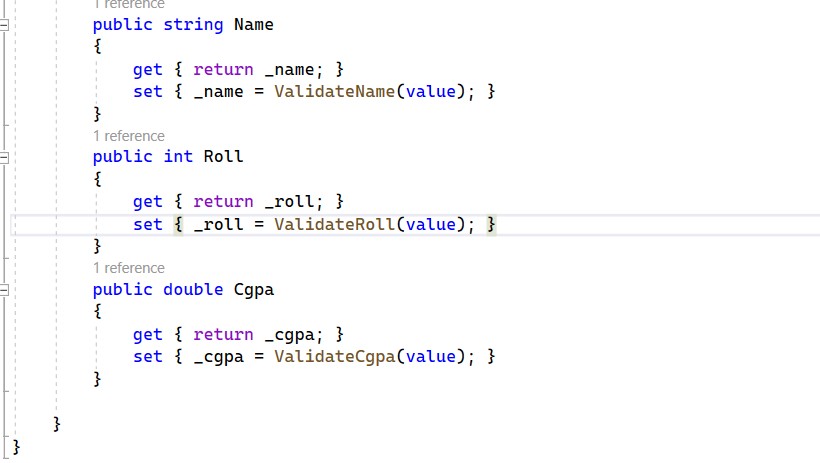 1 reference
public string Name
{
get { return _name; }
set { _name = ValidateName(value); }
}
1 reference
public int Roll
{
get { return _roll; }
set { _roll = ValidateRoll(value); }
}
1 reference
public double Cgpa
{
get { return _cgpa; }
set { _cgpa = ValidateCgpa(value); }
}
}
}